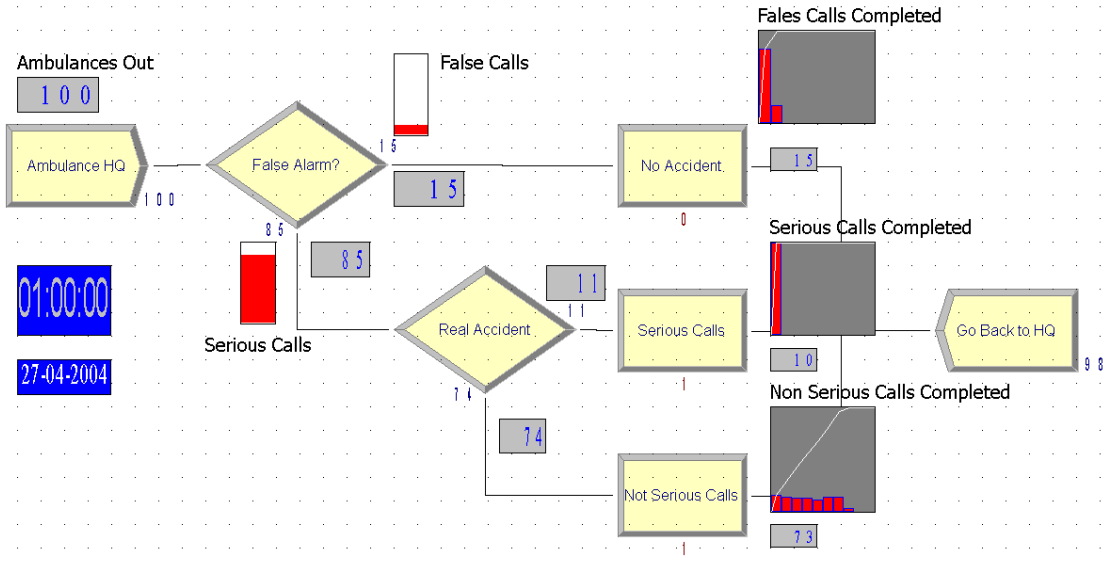 Fales Calls Completed
Ambulances Out
False Calls
100
Ambulance HQ
False Alarm?
15
No Accident
15
100
15
0
85
85
Serious Calls Completed
01:00:00
11
Real Accident
11
Serious Calls
Go Back to HQ
Serious Calls
10
98
27-04-2004
1
74
Non Serious Calls Completed
74
Not Serious Calls
73
1